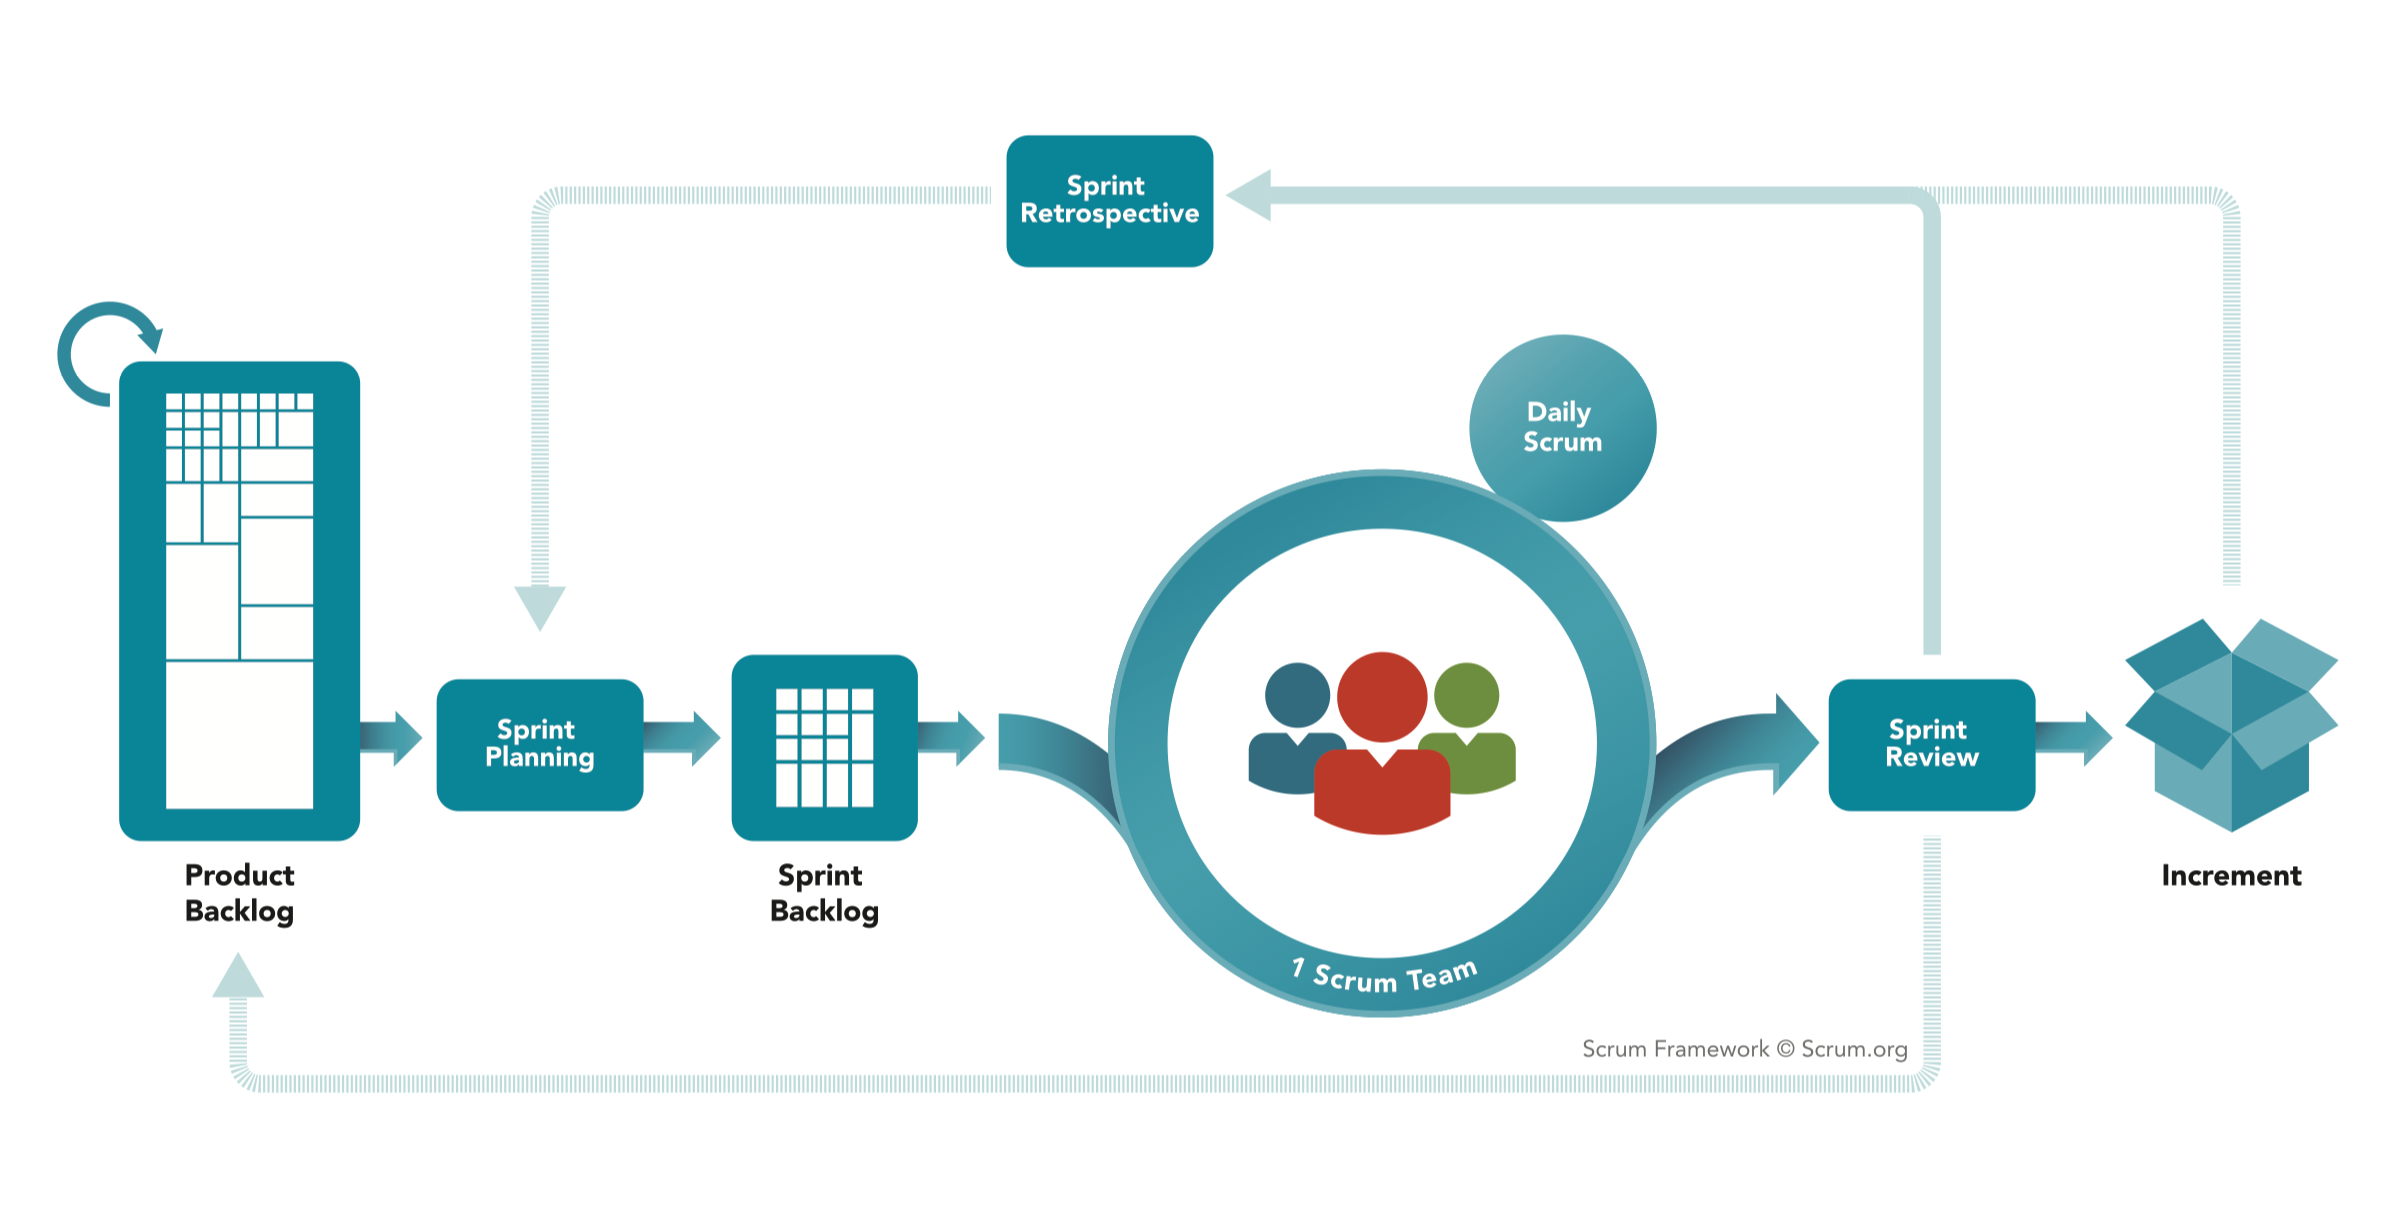 Sprint
Retrospective
Daily
Scrum
Sprint
Planning
Sprint
Review
Product
Backlog
Sprint
Backlog
Increment
1 Scrum Team
Scrum Framework © Scrum.org